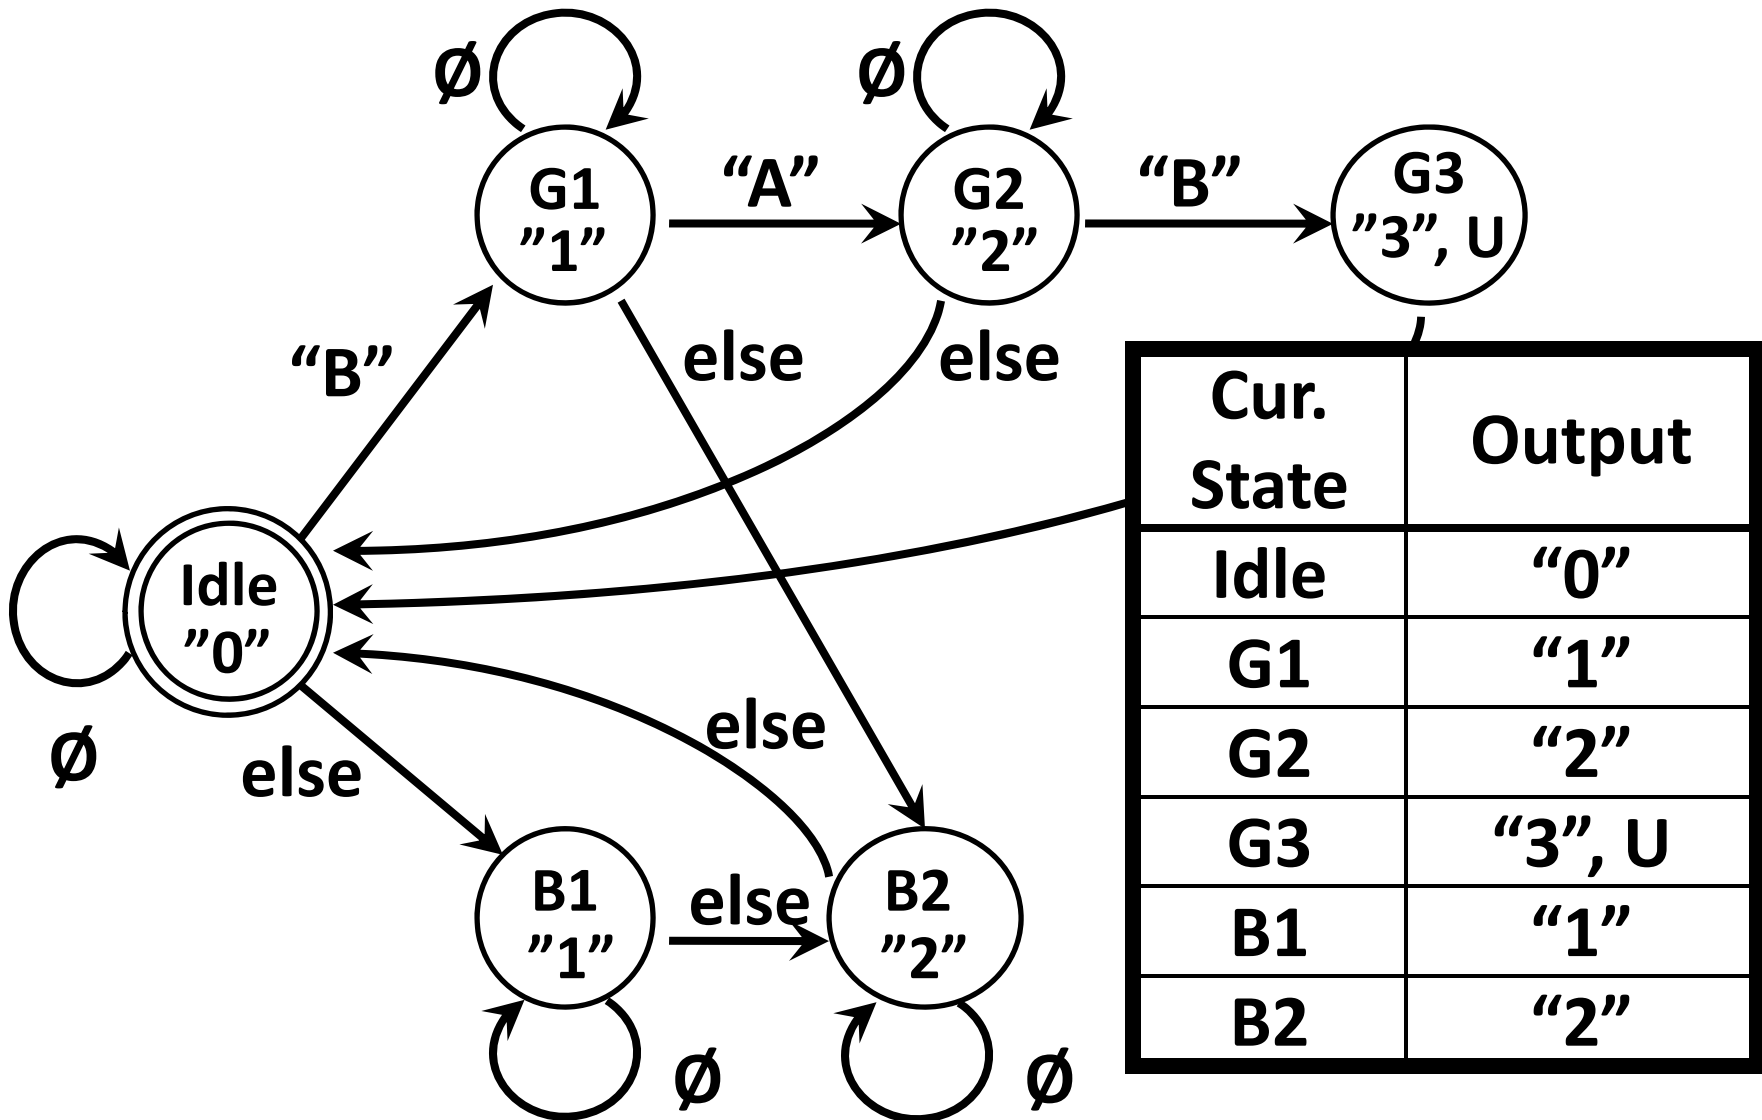 Ø
Ø
G1
”1”
“A”
G2
”2”
“B”
G3
”3”, U
“B”
else
else
Idle
”0”
Ø
else
else
B1
”1”
else
B2
”2”
Ø
Ø
Cur. State
Output
Idle
“0”
G1
“1”
G2
“2”
G3
“3”, U
B1
“1”
B2
“2”